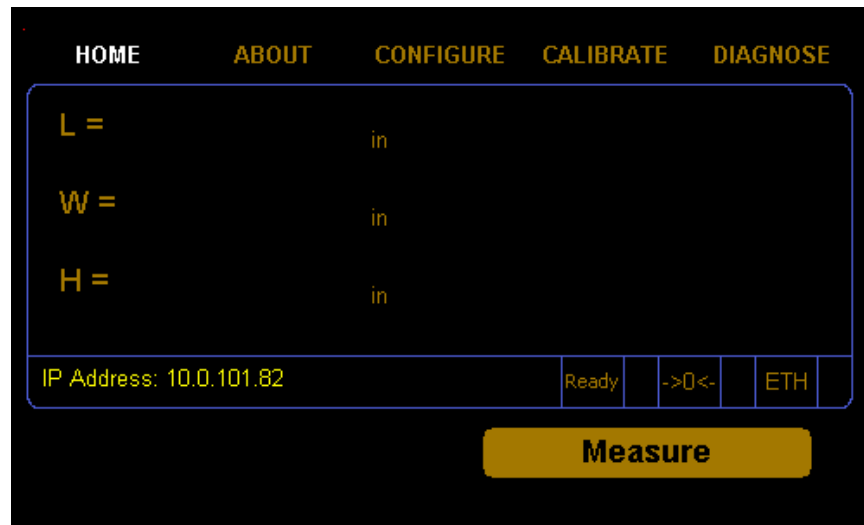 HOME ABOUT CONFIGURE CALIBRATE DIAGNOSE
L = in
W = in
H = in
IP Address: 10.0.101.82 Ready ->0<- ETH
Measure